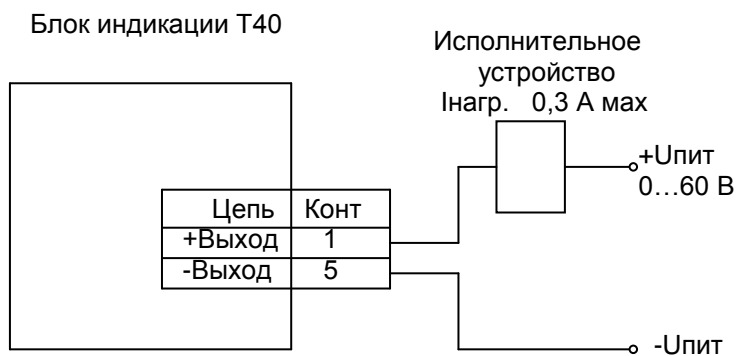 Блок индикации Т40
Исполнительное
устройство
Iнагр. 0,3 А мах
+Uпит
0...60 В
Цепь Конт
+Выход 1
-Выход 5
-Uпит